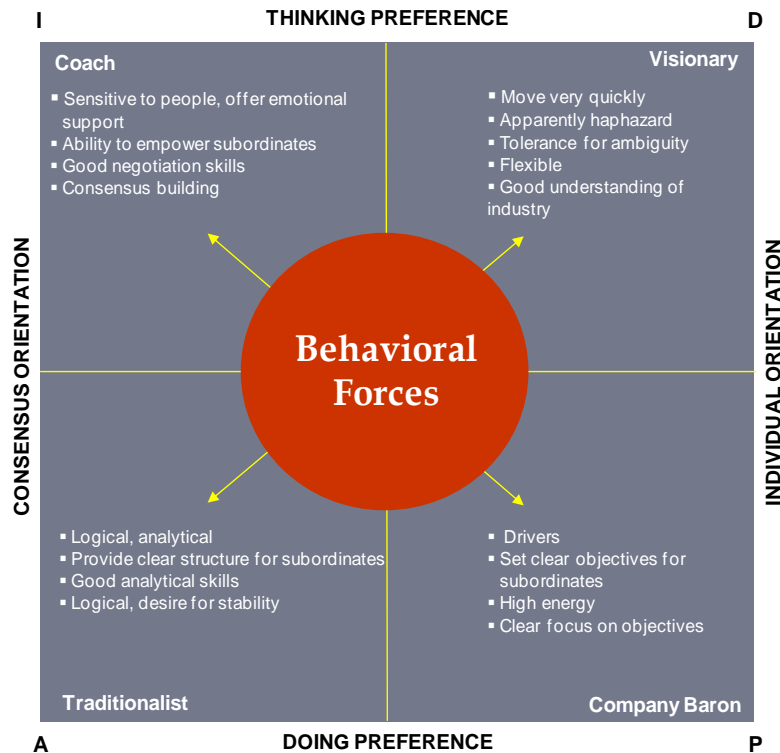 I
THINKING PREFERENCE
D
Coach
▪ Sensitive to people, offer emotional
support
▪ Ability to empower subordinates
▪ Good negotiation skills
▪ Consensus building
Visionary
▪ Move very quickly
▪ Apparently haphazard
▪ Tolerance for ambiguity
▪ Flexible
▪ Good understanding of
industry
CONSENSUS ORIENTATION
Behavioral
Forces
INDIVIDUAL ORIENTATION
▪ Logical, analytical
▪ Provide clear structure for subordinates
▪ Good analytical skills
▪ Logical, desire for stability
Traditionalist
▪ Drivers
▪ Set clear objectives for
subordinates
▪ High energy
▪ Clear focus on objectives
Company Baron
A
DOING PREFERENCE
P